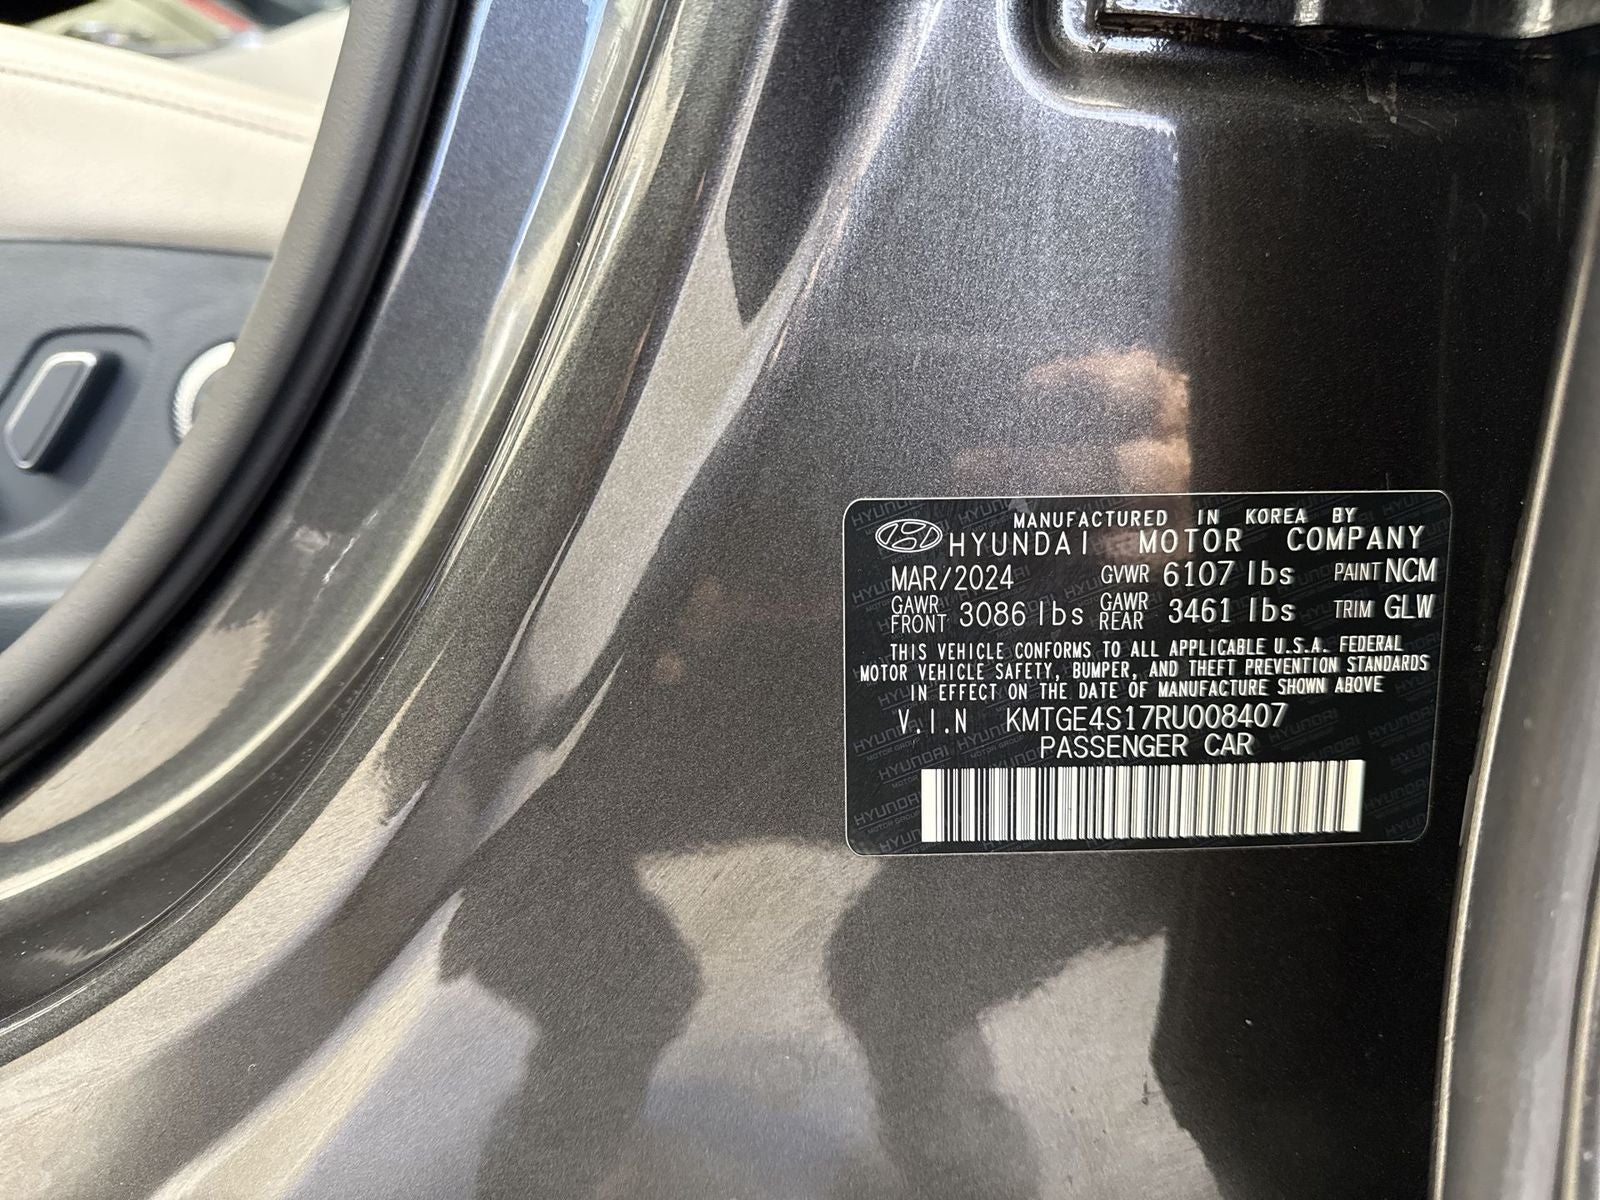 MANUFACTURED IN KOREA BY
HYUNDAI MOTOR COMPANY
MAR/2024 GVWR 6107 lbs PAINT NCM
GAWR FRONT 3086 lbs GAWR REAR 3461 lbs TRIM GLW
THIS VEHICLE CONFORMS TO ALL APPLICABLE U.S.A. FEDERAL
MOTOR VEHICLE SAFETY, BUMPER, AND THEFT PREVENTION STANDARDS
IN EFFECT ON THE DATE OF MANUFACTURE SHOWN ABOVE
V.I.N KMTGE4S17RU008407
PASSENGER CAR